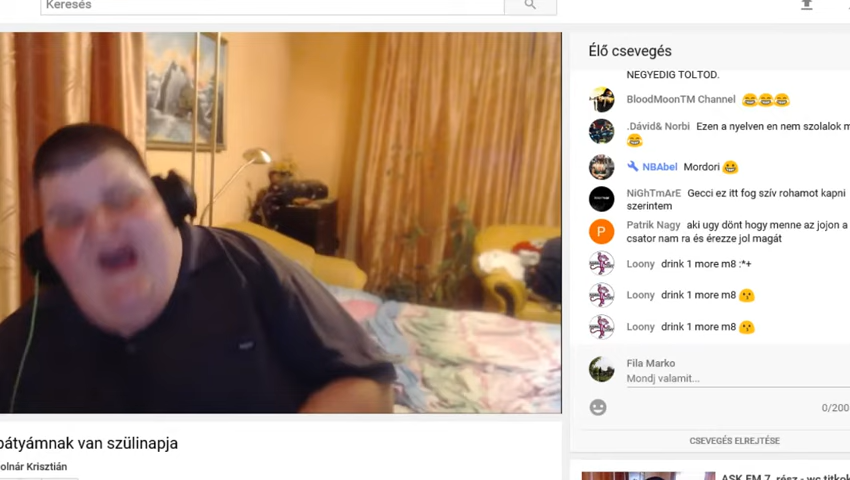 Keresés
Élő csevegés
NEGYEDIG TOLTOD.
BloodMoonTM Channel 😂😂😂
.Dávid& Norbi Ezen a nyelven en nem szolalok m
😂
NBAbel Mordori 😂
NiGhTmArE Gecci ez itt fog szív rohamot kapni
szerintem
P
Patrik Nagy aki ugy dönt hogy menne az jojon a
csator nam ra és érezze jol magát
Loony drink 1 more m8 :*+
Loony drink 1 more m8 😗
Loony drink 1 more m8 😗
Fila Marko
Mondj valamit...
0/200
CSEVEGÉS ELREJTÉSE
bátyámnak van szülinapja
olnár Krisztián
ASK.FM 7. rész - wc titkok